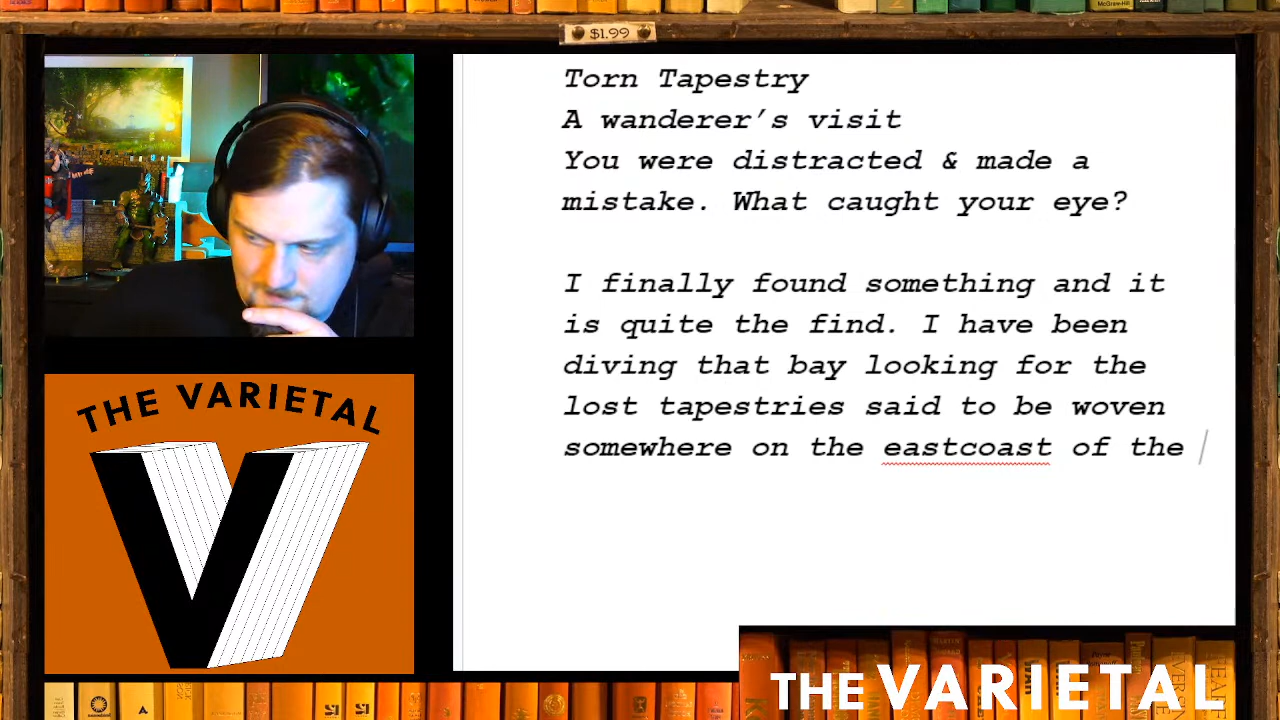 $1.99
McGraw-Hill
Torn Tapestry
A wanderer’s visit
You were distracted & made a
mistake. What caught your eye?
I finally found something and it
is quite the find. I have been
diving that bay looking for the
lost tapestries said to be woven
somewhere on the eastcoast of the
THE VARIETAL
V
THE VARIETAL